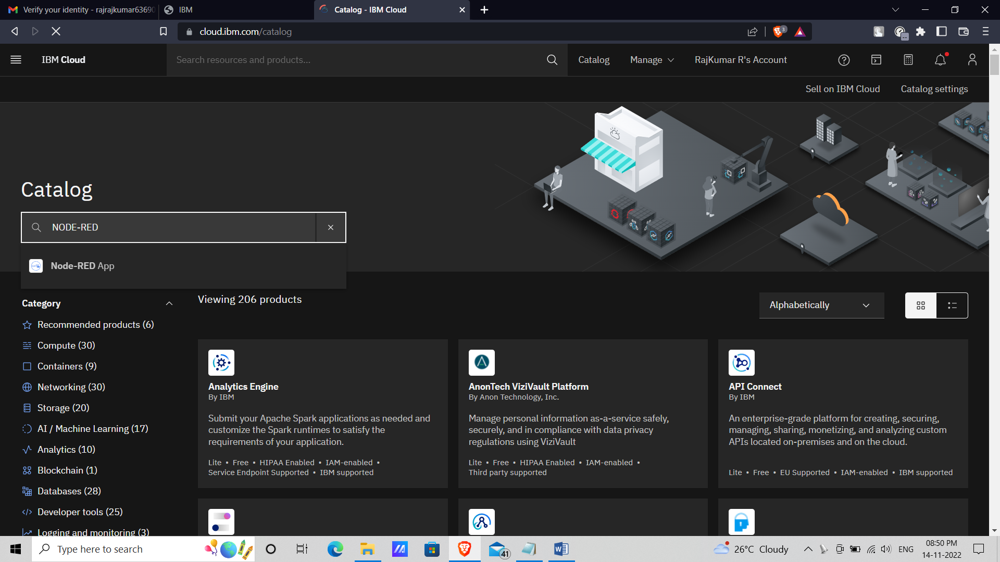 Verify your identity - rajrajkumar63690
IBM
Catalog - IBM Cloud
cloud.ibm.com/catalog
3
IBM Cloud
Search resources and products...
Catalog
Manage
RajKumar R's Account
Sell on IBM Cloud
Catalog settings
Catalog
NODE-RED
Node-RED App
Category
Recommended products (6)
Compute (30)
Containers (9)
Networking (30)
Storage (20)
AI / Machine Learning (17)
Analytics (10)
Blockchain (1)
Databases (28)
Developer tools (25)
Logging and monitoring (3)
Viewing 206 products
Alphabetically
Analytics Engine
By IBM
Submit your Apache Spark applications as needed and
customize the Spark runtimes to satisfy the
requirements of your application.
Lite • Free • HIPAA Enabled • IAM-enabled •
Service Endpoint Supported • IBM supported
AnonTech ViziVault Platform
By Anon Technology, Inc.
Manage personal information as-a-service safely,
securely, and in compliance with data privacy
regulations using ViziVault
Lite • Free • HIPAA Enabled • IAM-enabled •
Third party supported
API Connect
By IBM
An enterprise-grade platform for creating, securing,
managing, sharing, monetizing, and analyzing custom
APIs located on-premises and on the cloud.
Lite • Free • EU Supported • IAM-enabled • IBM supported
Type here to search
41
26°C Cloudy
ENG
08:50 PM
14-11-2022